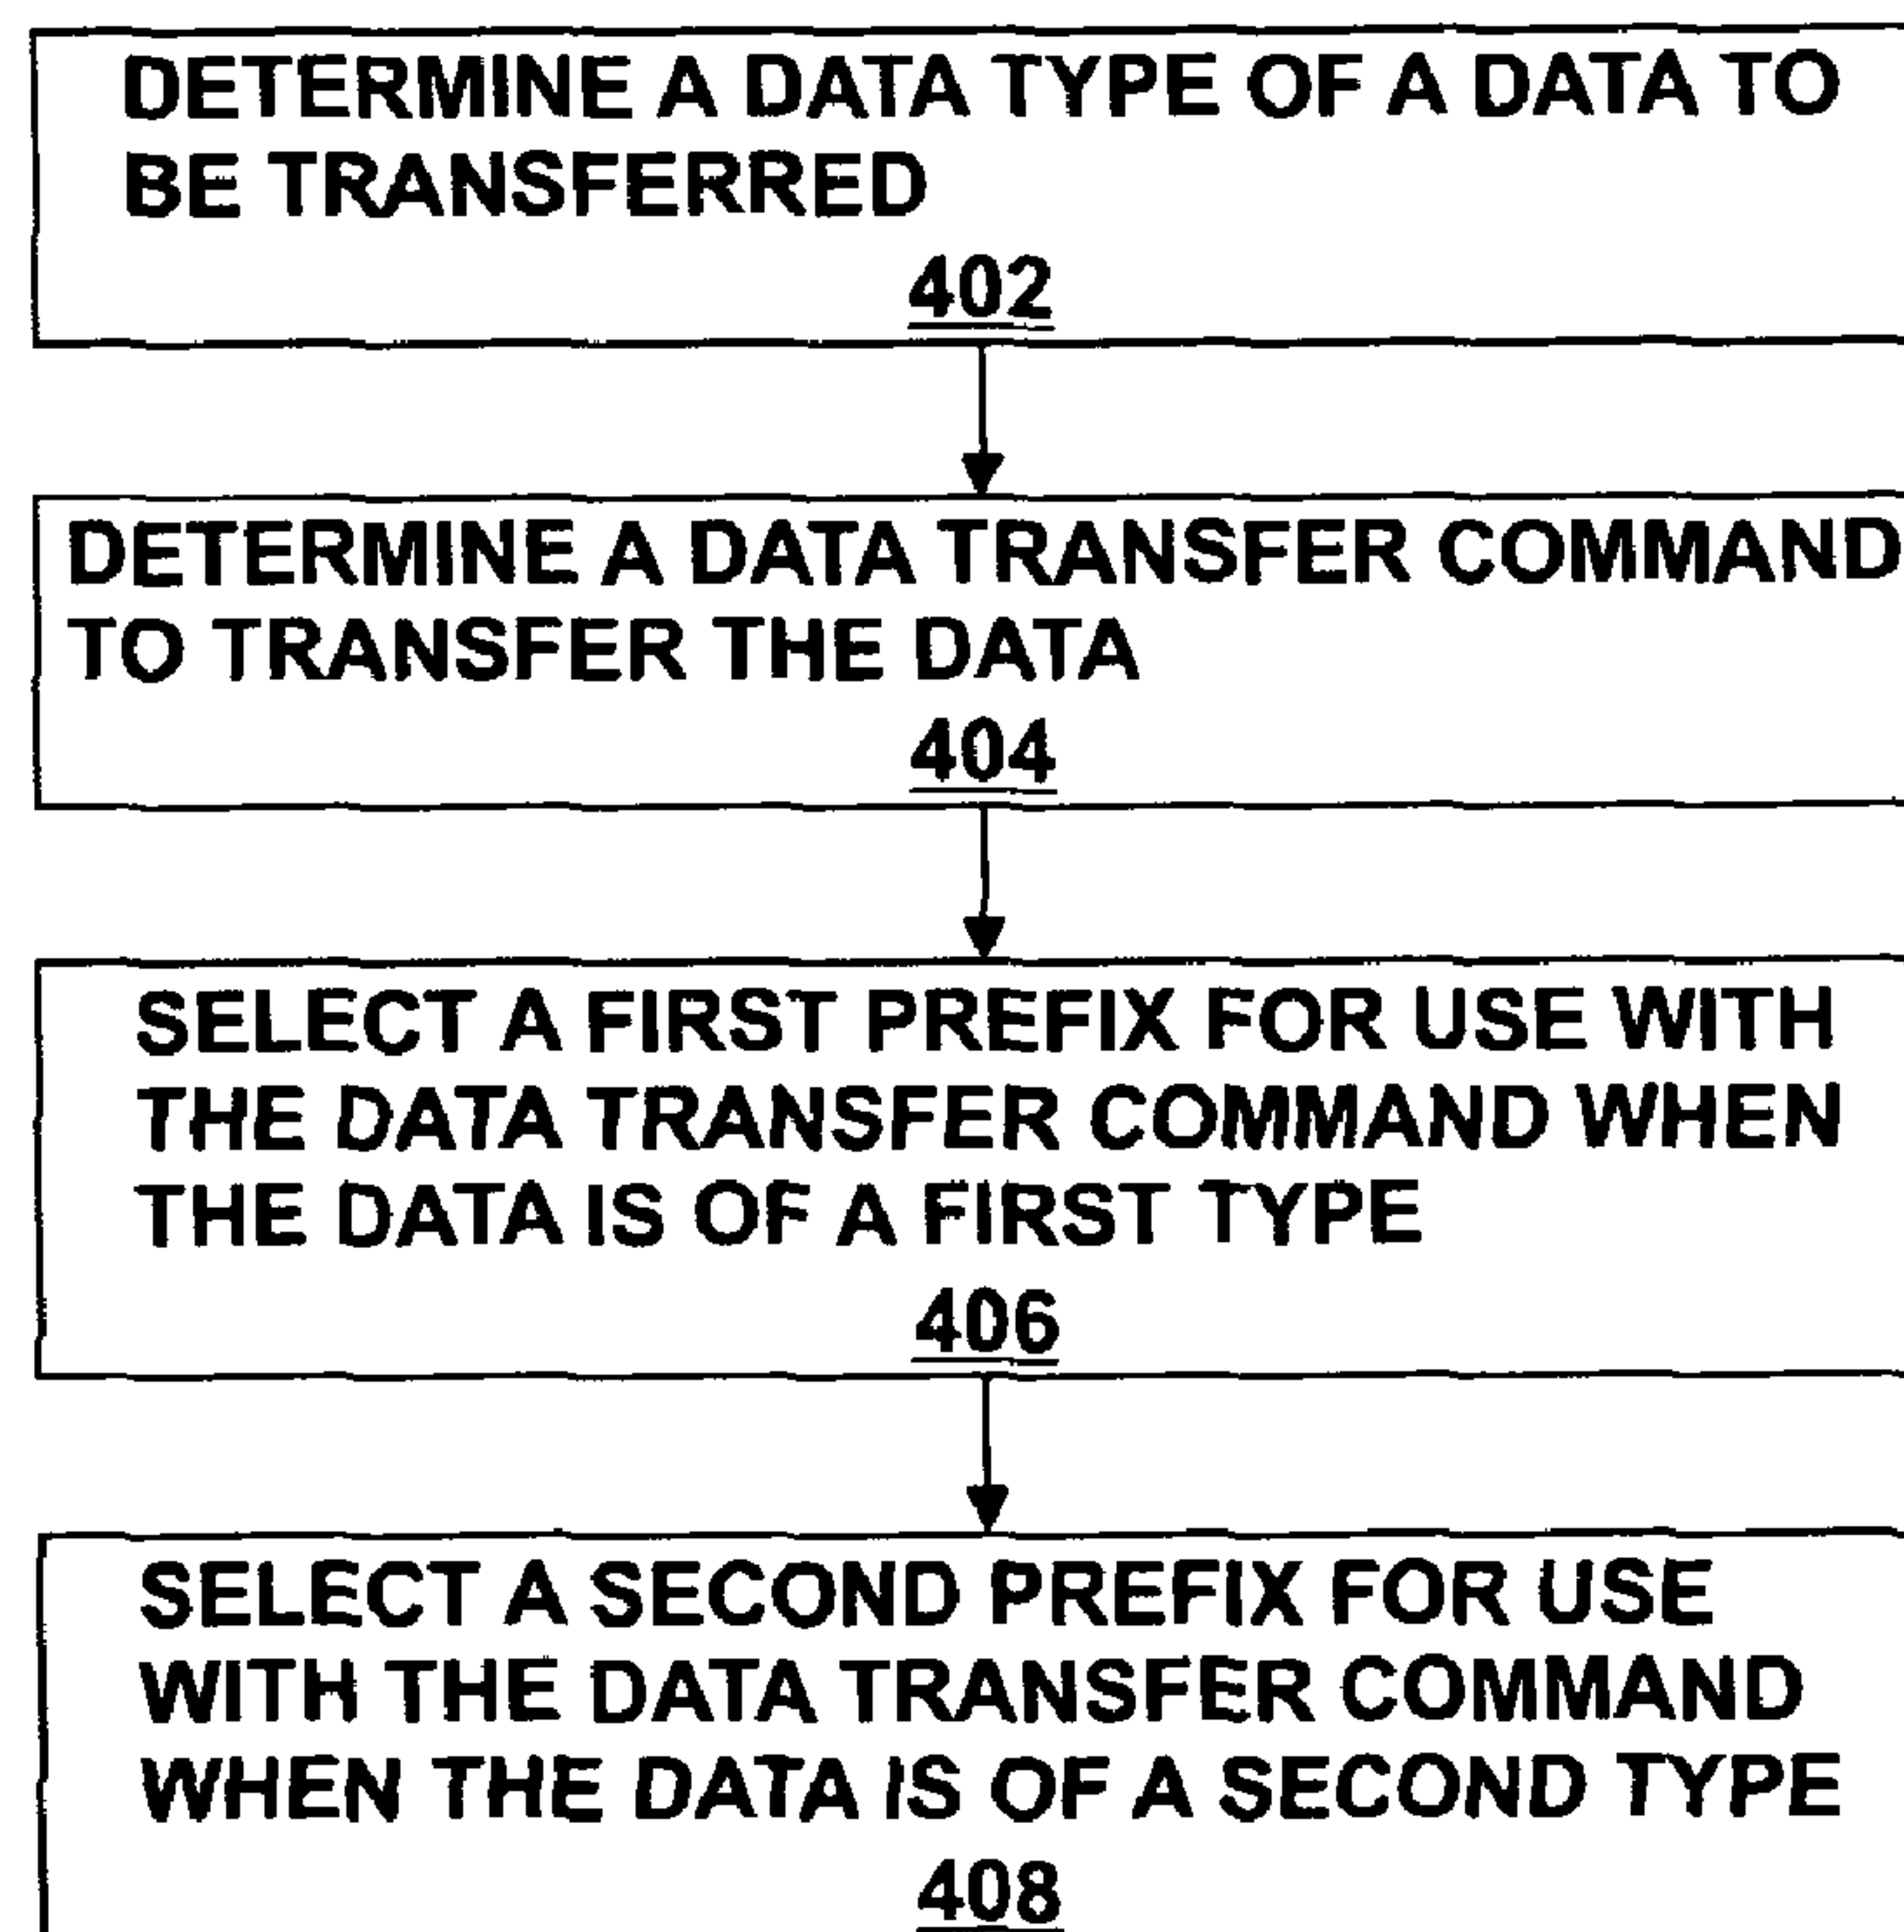 DETERMINE A DATA TYPE OF A DATA TO
BE TRANSFERRED
402
DETERMINE A DATA TRANSFER COMMAND
TO TRANSFER THE DATA
404
SELECT A FIRST PREFIX FOR USE WITH
THE DATA TRANSFER COMMAND WHEN
THE DATA IS OF A FIRST TYPE
406
SELECT A SECOND PREFIX FOR USE
WITH THE DATA TRANSFER COMMAND
WHEN THE DATA IS OF A SECOND TYPE
408